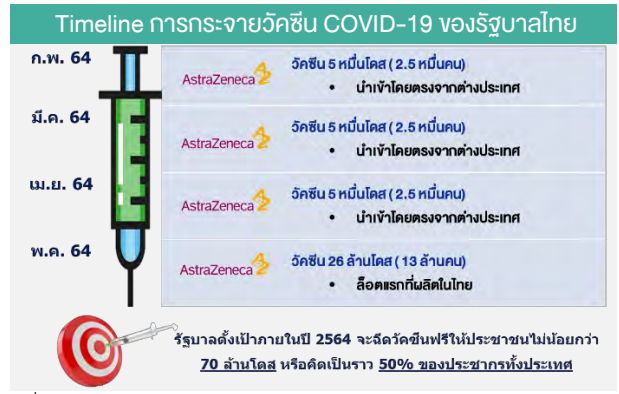 Timeline การกระจายวัคซีน COVID-19 ของรัฐบาลไทย
ก.พ. 64
AstraZeneca
วัคซีน 5 หมื่นโดส ( 2.5 หมื่นคน)
• นำเข้าโดยตรงจากต่างประเทศ
มี.ค. 64
AstraZeneca
วัคซีน 5 หมื่นโดส ( 2.5 หมื่นคน)
• นำเข้าโดยตรงจากต่างประเทศ
เม.ย. 64
AstraZeneca
วัคซีน 5 หมื่นโดส ( 2.5 หมื่นคน)
• นำเข้าโดยตรงจากต่างประเทศ
พ.ค. 64
AstraZeneca
วัคซีน 26 ล้านโดส ( 13 ล้านคน)
• ล็อตแรกที่ผลิตในไทย
รัฐบาลตั้งเป้าภายในปี 2564 จะฉีดวัคซีนฟรีให้ประชาชนไม่น้อยกว่า
70 ล้านโดส หรือคิดเป็นราว 50% ของประชากรทั้งประเทศ